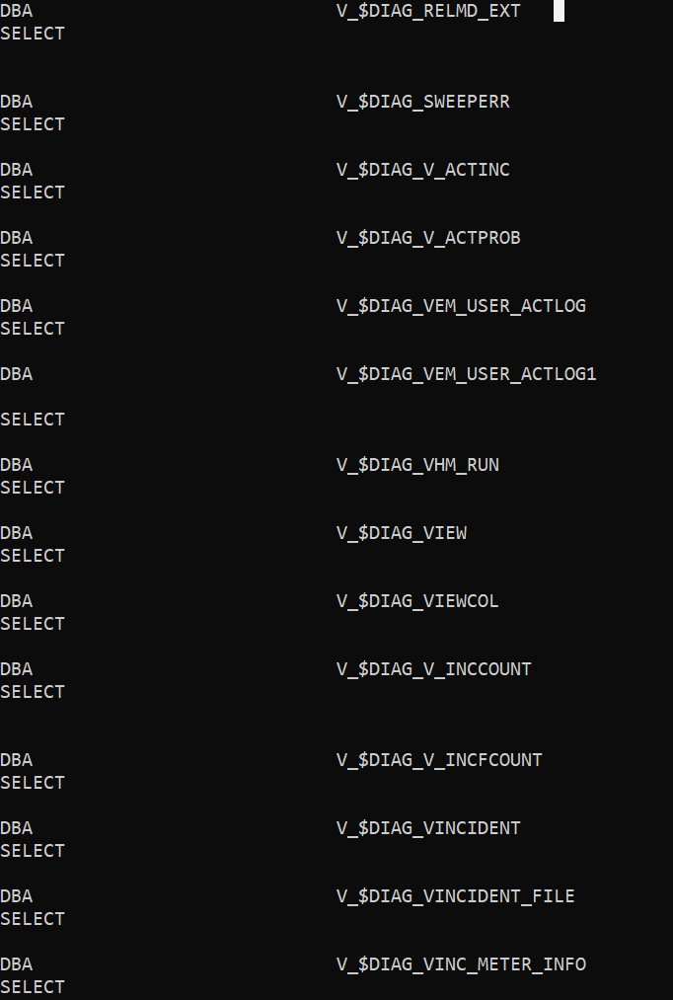 DBA V_$DIAG_RELMD_EXT
SELECT
DBA V_$DIAG_SWEEPERR
SELECT
DBA V_$DIAG_V_ACTINC
SELECT
DBA V_$DIAG_V_ACTPROB
SELECT
DBA V_$DIAG_VEM_USER_ACTLOG
SELECT
DBA V_$DIAG_VEM_USER_ACTLOG1
SELECT
DBA V_$DIAG_VHM_RUN
SELECT
DBA V_$DIAG_VIEW
SELECT
DBA V_$DIAG_VIEWCOL
SELECT
DBA V_$DIAG_V_INCCOUNT
SELECT
DBA V_$DIAG_V_INCFCOUNT
SELECT
DBA V_$DIAG_VINCIDENT
SELECT
DBA V_$DIAG_VINCIDENT_FILE
SELECT
DBA V_$DIAG_VINC_METER_INFO
SELECT